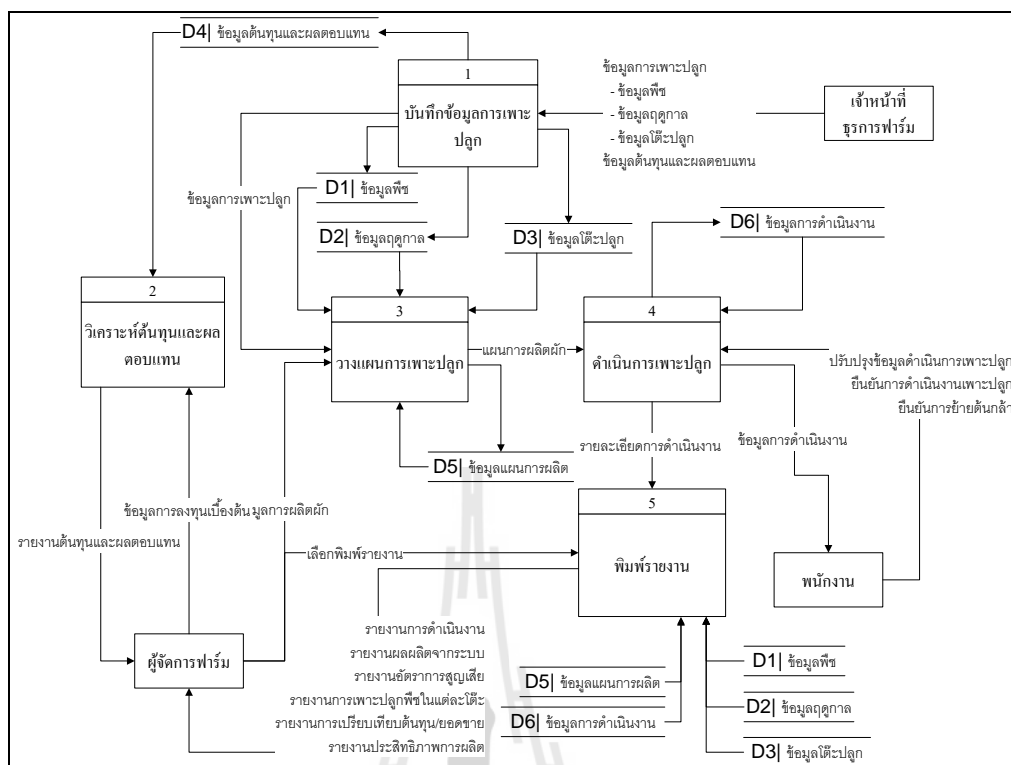 D4| ข้อมูลต้นทุนและผลตอบแทน
1
บันทึกข้อมูลการเพาะ
ปลูก
ข้อมูลการเพาะปลูก
- ข้อมูลพืช
- ข้อมูลฤดูกาล
- ข้อมูลโต๊ะปลูก
ข้อมูลต้นทุนและผลตอบแทน
เจ้าหน้าที่
ธุรการฟาร์ม
ข้อมูลการเพาะปลูก
D1| ข้อมูลพืช
D2| ข้อมูลฤดูกาล
D3| ข้อมูลโต๊ะปลูก
D6| ข้อมูลการดำเนินงาน
2
วิเคราะห์ต้นทุนและผล
ตอบแทน
3
วางแผนการเพาะปลูก
แผนการผลิตผัก
4
ดำเนินการเพาะปลูก
ปรับปรุงข้อมูลดำเนินการเพาะปลูก
ยืนยันการดำเนินงานเพาะปลูก
ยืนยันการย้ายต้นกล้า
D5| ข้อมูลแผนการผลิต
รายละเอียดการดำเนินงาน
ข้อมูลการดำเนินงาน
ข้อมูลการลงทุนเบื้องต้น
มูลการผลิตผัก
รายงานต้นทุนและผลตอบแทน
เลือกพิมพ์รายงาน
5
พิมพ์รายงาน
พนักงาน
ผู้จัดการฟาร์ม
รายงานการดำเนินงาน
รายงานผลผลิตจากระบบ
รายงานอัตราการสูญเสีย
รายงานการเพาะปลูกพืชในแต่ละโต๊ะ
รายงานการเปรียบเทียบต้นทุน/ยอดขาย
รายงานประสิทธิภาพการผลิต
D5| ข้อมูลแผนการผลิต
D6| ข้อมูลการดำเนินงาน
D1| ข้อมูลพืช
D2| ข้อมูลฤดูกาล
D3| ข้อมูลโต๊ะปลูก